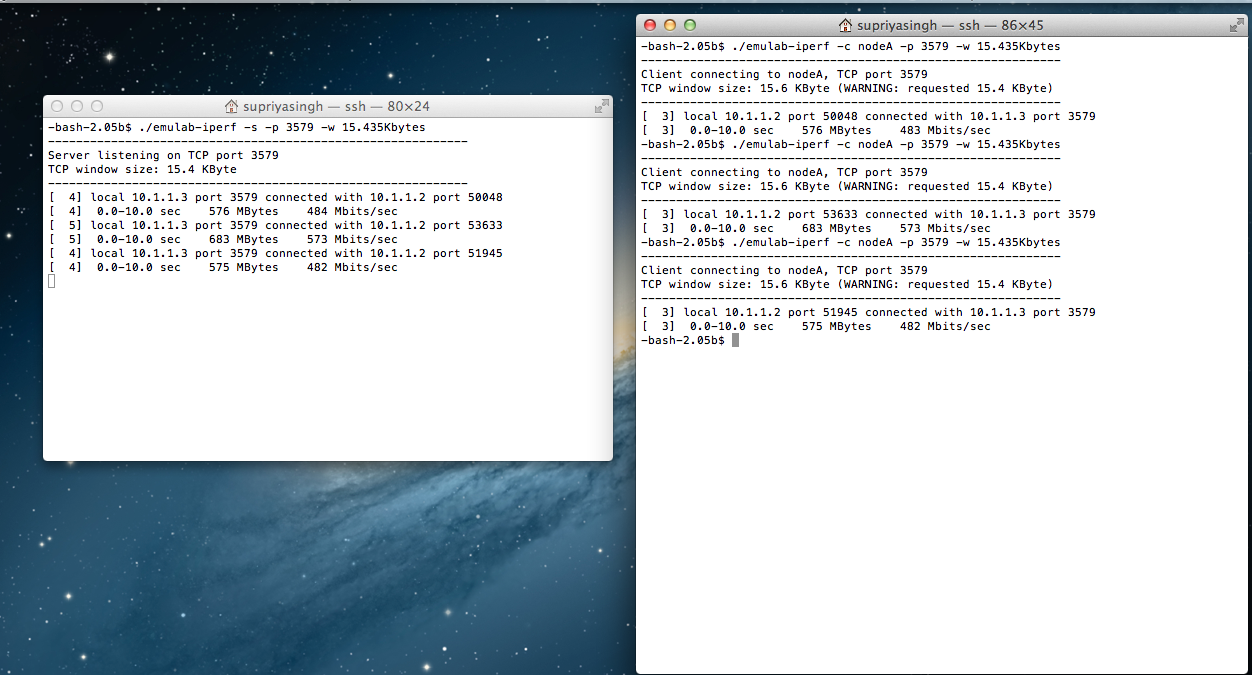 supriyasingh — ssh — 80×24
-bash-2.05b$ ./emulab-iperf -s -p 3579 -w 15.435Kbytes
------------------------------------------------------------
Server listening on TCP port 3579
TCP window size: 15.4 KByte
------------------------------------------------------------
[  4] local 10.1.1.3 port 3579 connected with 10.1.1.2 port 50048
[  4]  0.0-10.0 sec    576 MBytes    484 Mbits/sec
[  5] local 10.1.1.3 port 3579 connected with 10.1.1.2 port 53633
[  5]  0.0-10.0 sec    683 MBytes    573 Mbits/sec
[  4] local 10.1.1.3 port 3579 connected with 10.1.1.2 port 51945
[  4]  0.0-10.0 sec    575 MBytes    482 Mbits/sec
supriyasingh — ssh — 86×45
-bash-2.05b$ ./emulab-iperf -c nodeA -p 3579 -w 15.435Kbytes
------------------------------------------------------------
Client connecting to nodeA, TCP port 3579
TCP window size: 15.6 KByte (WARNING: requested 15.4 KByte)
------------------------------------------------------------
[  3] local 10.1.1.2 port 50048 connected with 10.1.1.3 port 3579
[  3]  0.0-10.0 sec    576 MBytes    483 Mbits/sec
-bash-2.05b$ ./emulab-iperf -c nodeA -p 3579 -w 15.435Kbytes
------------------------------------------------------------
Client connecting to nodeA, TCP port 3579
TCP window size: 15.6 KByte (WARNING: requested 15.4 KByte)
------------------------------------------------------------
[  3] local 10.1.1.2 port 53633 connected with 10.1.1.3 port 3579
[  3]  0.0-10.0 sec    683 MBytes    573 Mbits/sec
-bash-2.05b$ ./emulab-iperf -c nodeA -p 3579 -w 15.435Kbytes
------------------------------------------------------------
Client connecting to nodeA, TCP port 3579
TCP window size: 15.6 KByte (WARNING: requested 15.4 KByte)
------------------------------------------------------------
[  3] local 10.1.1.2 port 51945 connected with 10.1.1.3 port 3579
[  3]  0.0-10.0 sec    575 MBytes    482 Mbits/sec
-bash-2.05b$